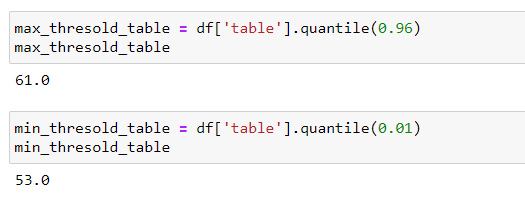 max_thresold_table = df['table'].quantile(0.96)
max_thresold_table
61.0
min_thresold_table = df['table'].quantile(0.01)
min_thresold_table
53.0